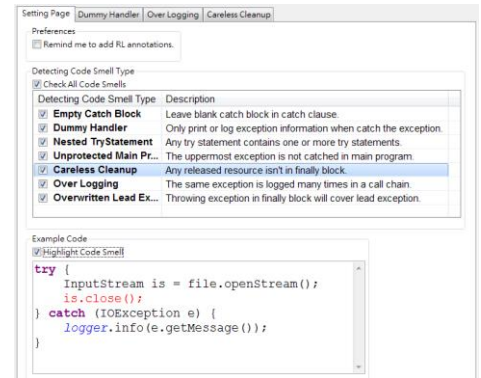 Setting Page Dummy Handler Over Logging Careless Cleanup
Preferences
Remind me to add RL annotations.
Detecting Code Smell Type
Check All Code Smells
Detecting Code Smell Type Description
Empty Catch Block Leave blank catch block in catch clause.
Dummy Handler Only print or log exception information when catch the exception.
Nested TryStatement Any try statement contains one or more try statements.
Unprotected Main Pr... The uppermost exception is not catched in main program.
Careless Cleanup Any released resource isn't in finally block.
Over Logging The same exception is logged many times in a call chain.
Overwritten Lead Ex... Throwing exception in finally block will cover lead exception.
Example Code
Highlight Code Smell
try {
InputStream is = file.openStream();
is.close();
} catch (IOException e) {
logger.info(e.getMessage());
}